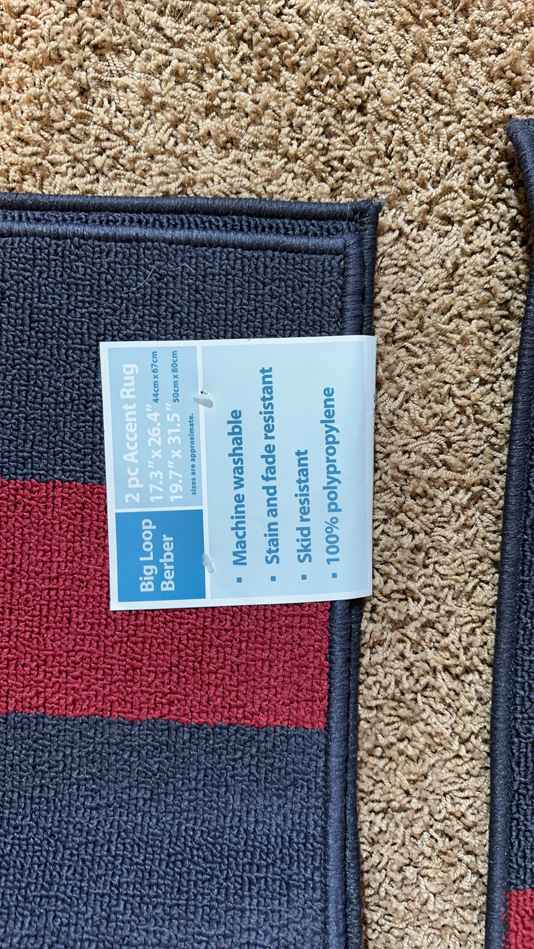 Big Loop
Berber
2 pc Accent Rug
17.3” x 26.4” 44cm x 67cm
19.7” x 31.5” 50cm x 80cm
sizes are approximate.
▪ Machine washable
▪ Stain and fade resistant
▪ Skid resistant
▪ 100% polypropylene